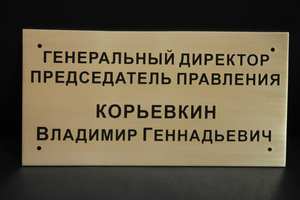 ГЕНЕРАЛЬНЫЙ ДИРЕКТОР
ПРЕДСЕДАТЕЛЬ ПРАВЛЕНИЯ
КОРЬЕВКИН
ВЛАДИМИР ГЕННАДЬЕВИЧ